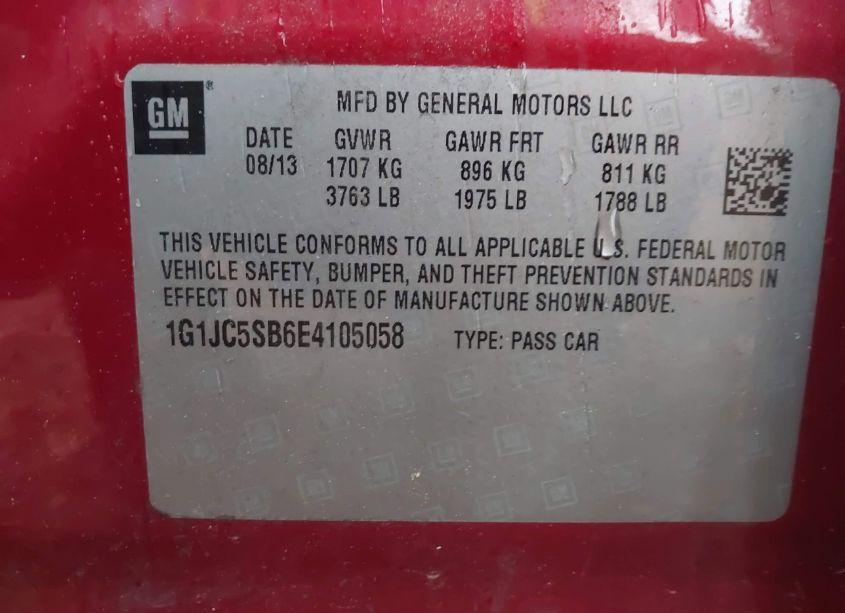 GM ®
MFD BY GENERAL MOTORS LLC
DATE GVWR GAWR FRT GAWR RR
08/13 1707 KG 896 KG 811 KG
3763 LB 1975 LB 1788 LB
THIS VEHICLE CONFORMS TO ALL APPLICABLE U.S. FEDERAL MOTOR
VEHICLE SAFETY, BUMPER, AND THEFT PREVENTION STANDARDS IN
EFFECT ON THE DATE OF MANUFACTURE SHOWN ABOVE.
1G1JC5SB6E4105058 TYPE: PASS CAR